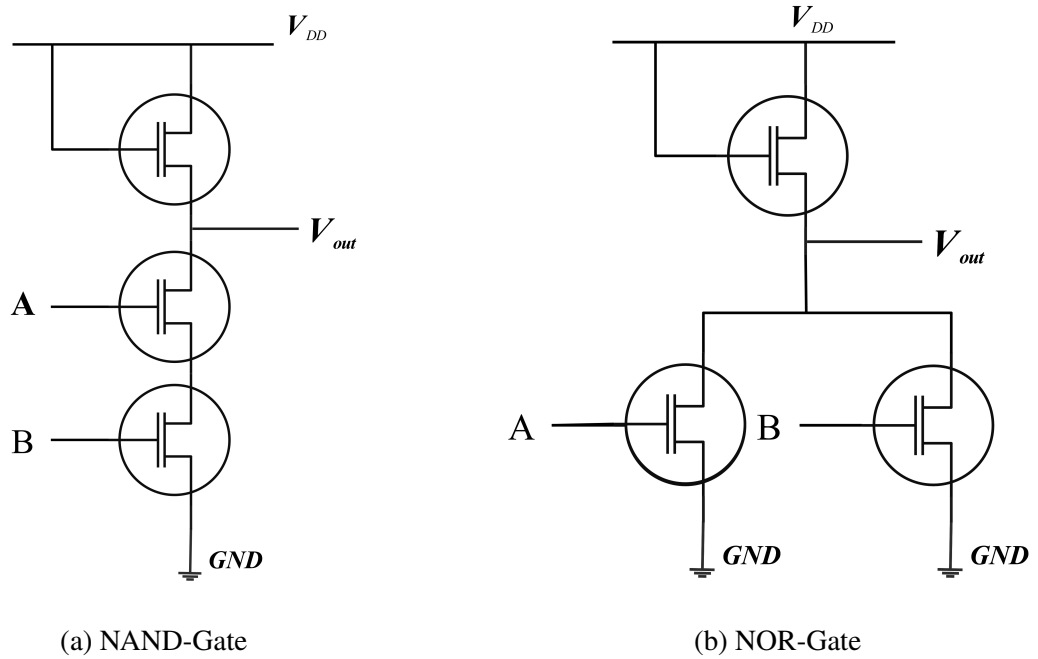 V_DD
V_out
A
B
GND
(a) NAND-Gate
V_DD
V_out
A
B
GND
GND
(b) NOR-Gate